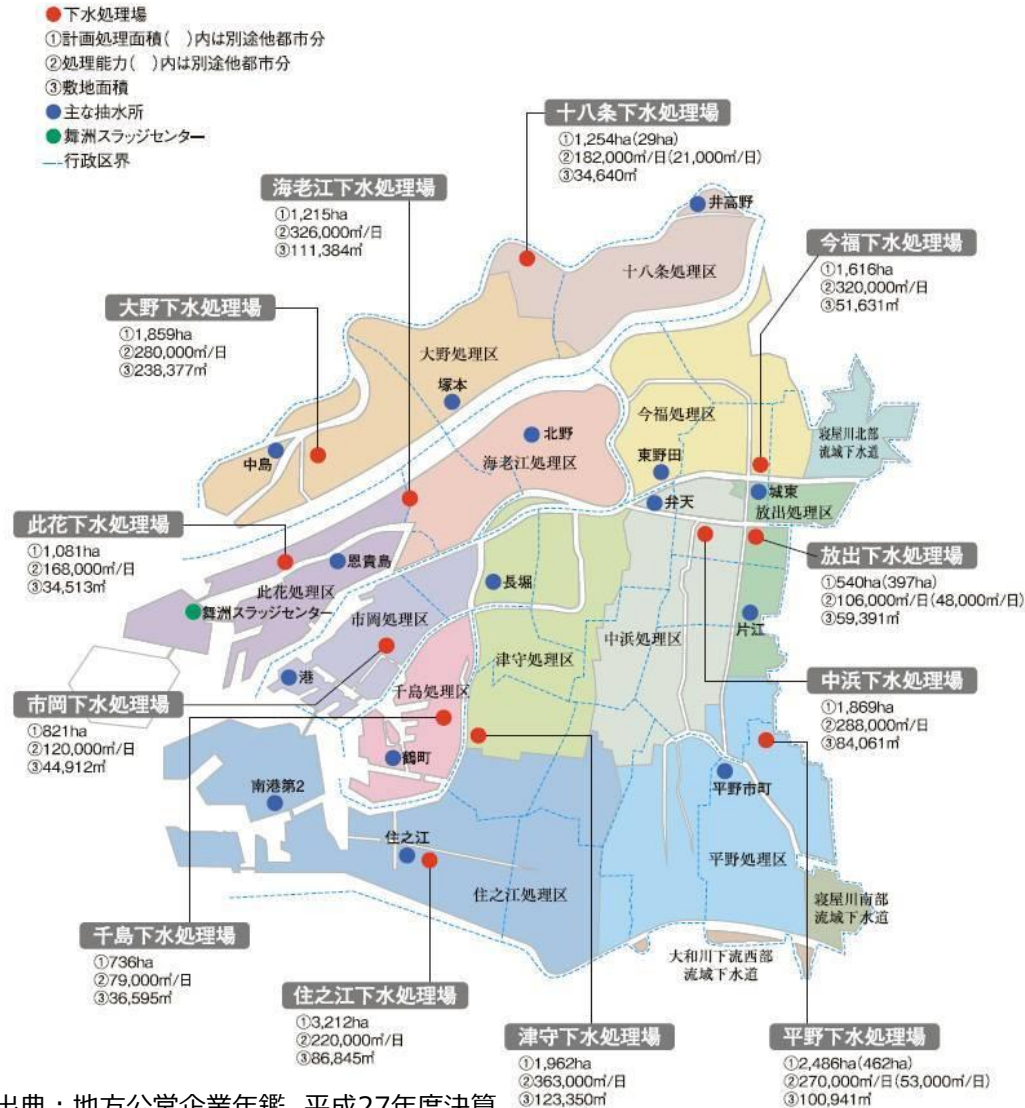 ●下水処理場
①計画処理面積(　)内は別途他都市分
②処理能力(　)内は別途他都市分
③敷地面積
●主な抽水所
●舞洲スラッジセンター
行政区界
十八条下水処理場
①1,254ha(29ha)
②182,000㎥/日(21,000㎥/日)
③34,640㎡
海老江下水処理場
①1,215ha
②326,000㎥/日
③111,384㎡
井高野
十八条処理区
今福下水処理場
①1,616ha
②320,000㎥/日
③51,631㎡
大野下水処理場
①1,859ha
②280,000㎥/日
③238,377㎡
大野処理区
塚本
中島
北野
海老江処理区
今福処理区
東野田
弁天
城東
放出処理区
寝屋川北部
流域下水道
此花下水処理場
①1,081ha
②168,000㎥/日
③34,513㎡
恩貴島
此花処理区
舞洲スラッジセンター
長堀
市岡処理区
港
津守処理区
中浜処理区
片江
放出下水処理場
①540ha(397ha)
②106,000㎥/日(48,000㎥/日)
③59,391㎡
市岡下水処理場
①821ha
②120,000㎥/日
③44,912㎡
千島処理区
鶴町
中浜下水処理場
①1,869ha
②288,000㎥/日
③84,061㎡
南港第2
住之江
住之江処理区
平野市町
平野処理区
寝屋川南部
流域下水道
大和川下流西部
流域下水道
千島下水処理場
①736ha
②79,000㎥/日
③36,595㎡
住之江下水処理場
①3,212ha
②220,000㎥/日
③86,845㎡
津守下水処理場
①1,962ha
②363,000㎥/日
③123,350㎡
平野下水処理場
①2,486ha(462ha)
②270,000㎥/日(53,000㎥/日)
③100,941㎡
出典：地方公営企業年鑑 平成27年度決算